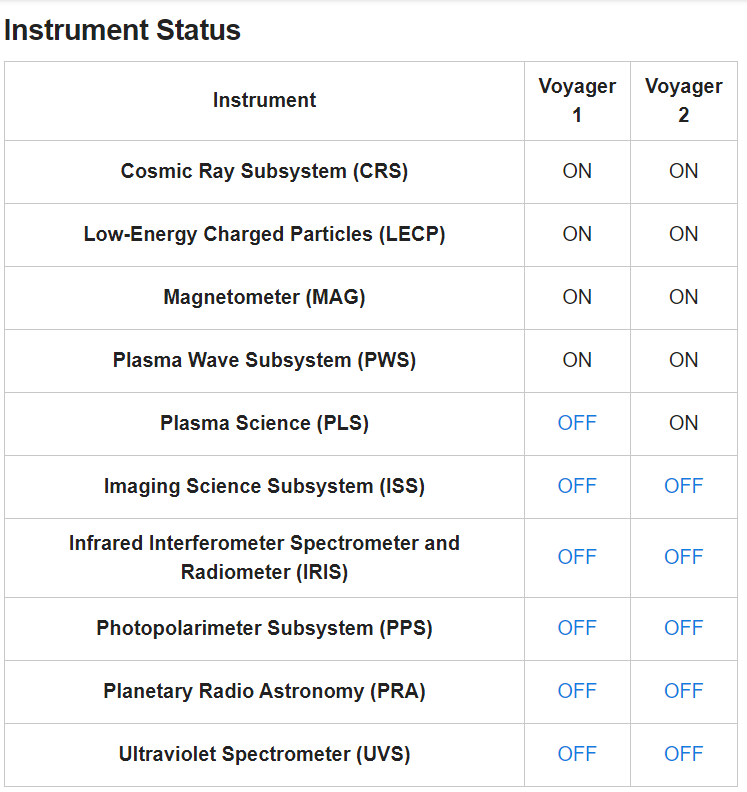 Instrument Status
Instrument Voyager 1 Voyager 2
Cosmic Ray Subsystem (CRS) ON ON
Low-Energy Charged Particles (LECP) ON ON
Magnetometer (MAG) ON ON
Plasma Wave Subsystem (PWS) ON ON
Plasma Science (PLS) OFF ON
Imaging Science Subsystem (ISS) OFF OFF
Infrared Interferometer Spectrometer and
Radiometer (IRIS) OFF OFF
Photopolarimeter Subsystem (PPS) OFF OFF
Planetary Radio Astronomy (PRA) OFF OFF
Ultraviolet Spectrometer (UVS) OFF OFF